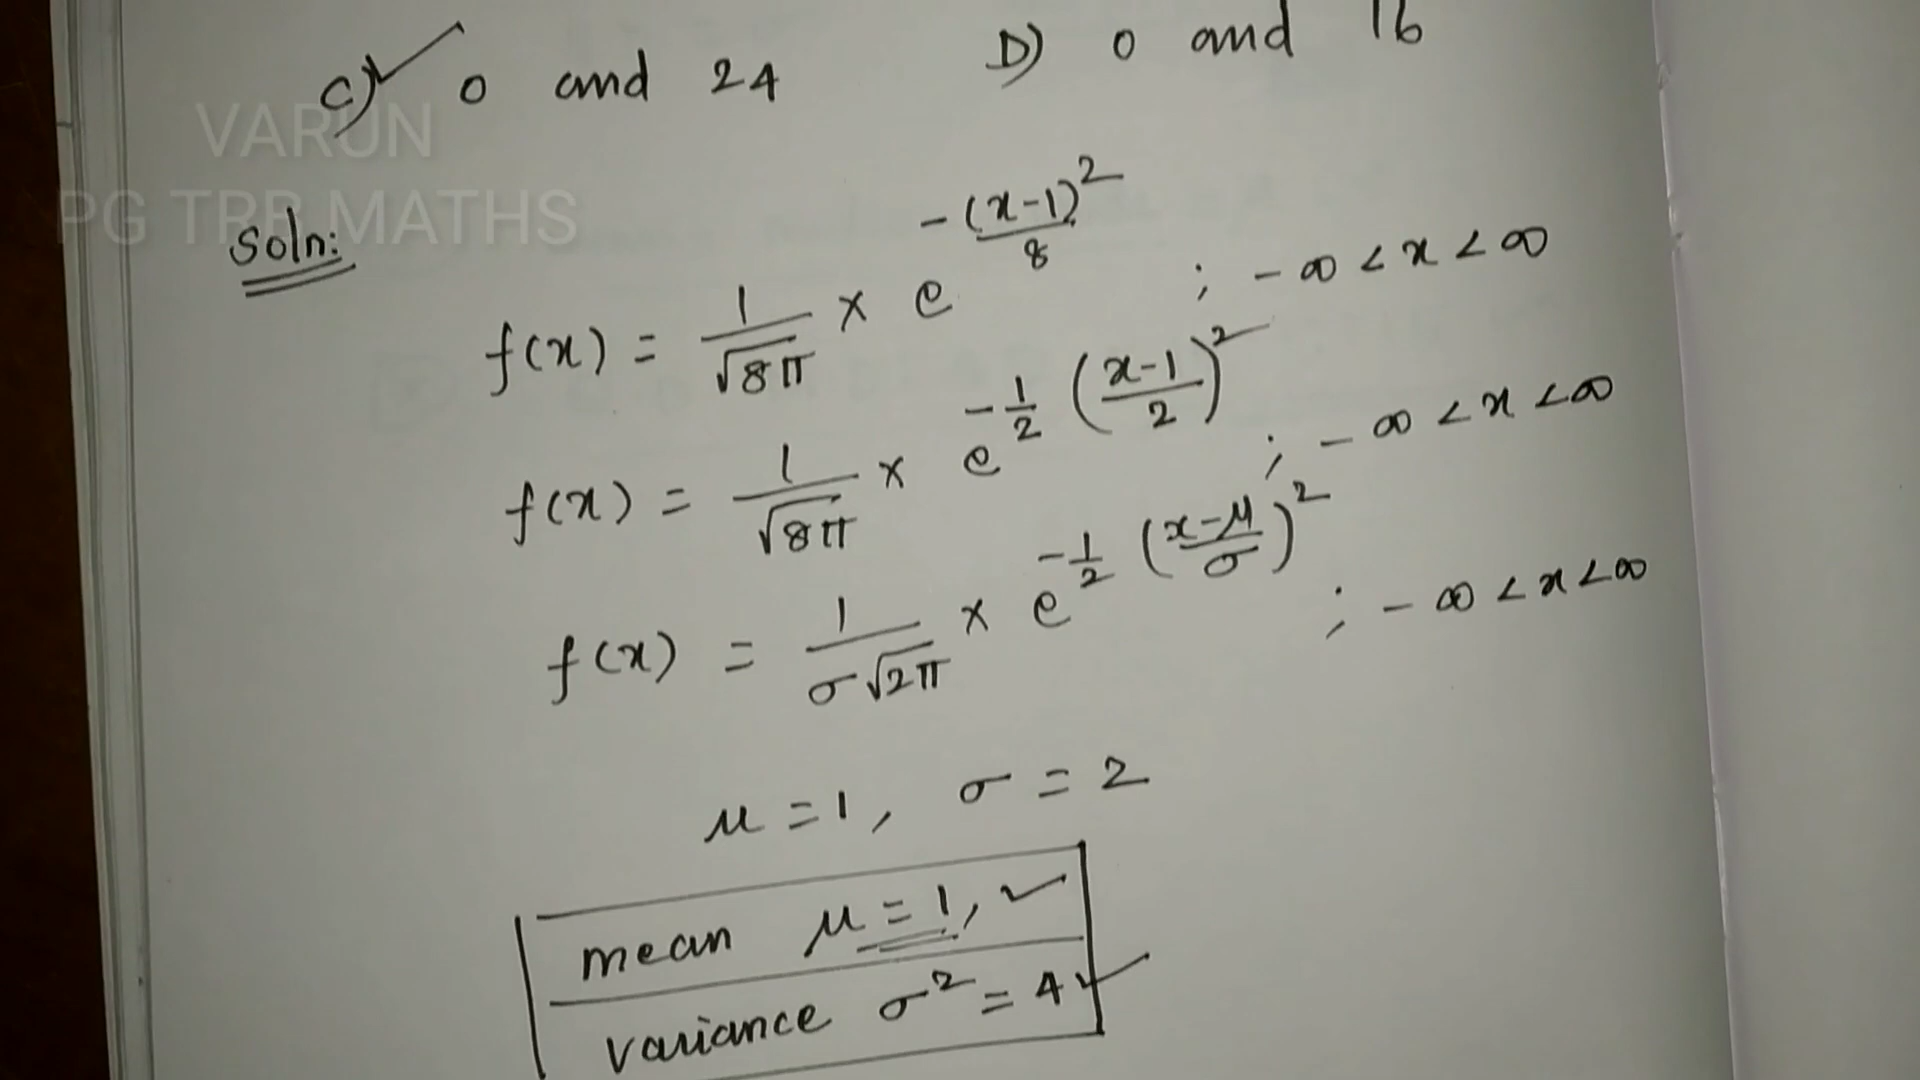 C) ✓ 0 and 24 D) 0 and 16
VARUN
PG TRB MATHS
Soln:
f(x) = 1/√8π × e^(-(x-1)²/8) ; -∞ < x < ∞
f(x) = 1/√8π × e^(-1/2 ((x-1)/2)²) ; -∞ < x < ∞
f(x) = 1/(σ√2π) × e^(-1/2 ((x-μ)/σ)²) ; -∞ < x < ∞
μ = 1, σ = 2
mean μ = 1, ✓
variance σ² = 4 ✓